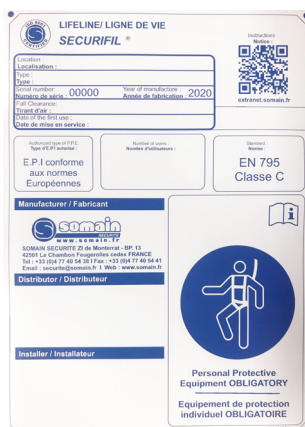 ISO 9001
CERTIFIED
LIFELINE/ LIGNE DE VIE
SECURIFIL ®
Instructions
Notice :
extranet.somain.fr
Location :
Localisation :
Type :
Type :
Serial number:
Numéro de série : 00000
Year of manufacture :
Année de fabrication : 2020
Fall Clearance:
Tirant d'air :
Date of the first use :
Date de mise en service :
Authorized type of P.P.E.
Type d'E.P.I autorisé :
E.P.I conforme
aux normes
Européennes
Number of users :
Nombre d'utilisateurs :
Standard :
Norme :
EN 795
Classe C
Manufacturer / Fabricant
somain
SECURITE
www.somain.fr
SOMAIN SECURITE ZI de Monterrat - BP. 13
42501 Le Chambon Feugerolles cedex FRANCE
Tel : +33 (0)4 77 40 54 38 I Fax : +33 (0)4 77 40 54 41
Email : securite@somain.fr I Web : www.somain.fr
Distributor / Distributeur
Installer / Installateur
i
Personal Protective
Equipment OBLIGATORY
Equipement de protection
individuel OBLIGATOIRE